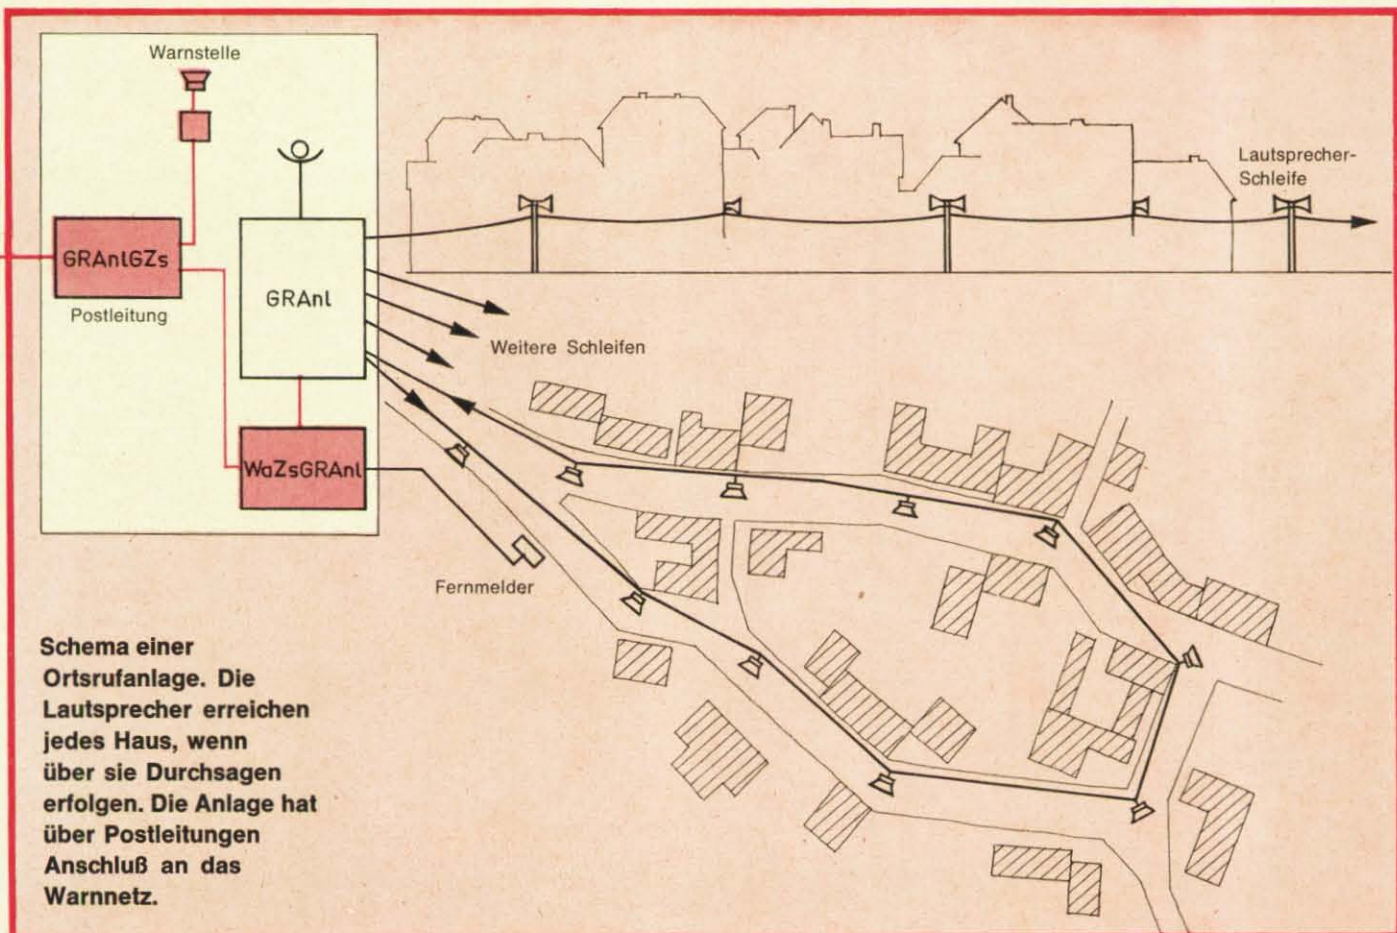 Warnstelle
GRAnlGZs
Postleitung
GRAnl
WaZsGRAnl
Lautsprecher-
Schleife
Weitere Schleifen
Fernmelder
Schema einer
Ortsrufanlage. Die
Lautsprecher erreichen
jedes Haus, wenn
über sie Durchsagen
erfolgen. Die Anlage hat
über Postleitungen
Anschluß an das
Warnnetz.